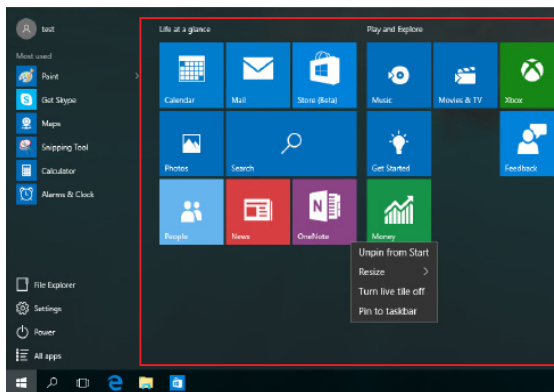 test
Most used
Paint
Get Skype
Maps
Snipping Tool
Calculator
Alarms & Clock
File Explorer
Settings
Power
All apps
Life at a glance
Calendar
Mail
Store (Beta)
Photos
Search
People
News
OneNote
Play and Explore
Music
Movies & TV
Xbox
Get Started
Feedback
Money
Unpin from Start
Resize
Turn live tile off
Pin to taskbar